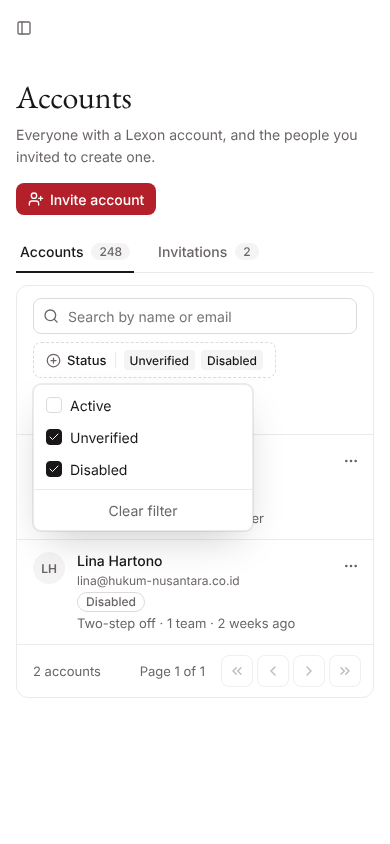 Accounts
Everyone with a Lexon account, and the people you
invited to create one.
Invite account
Accounts 248 Invitations 2
Search by name or email
Status Unverified Disabled
Active
Unverified
Disabled
Clear filter
LH Lina Hartono
lina@hukum-nusantara.co.id
Disabled
Two-step off · 1 team · 2 weeks ago
2 accounts Page 1 of 1